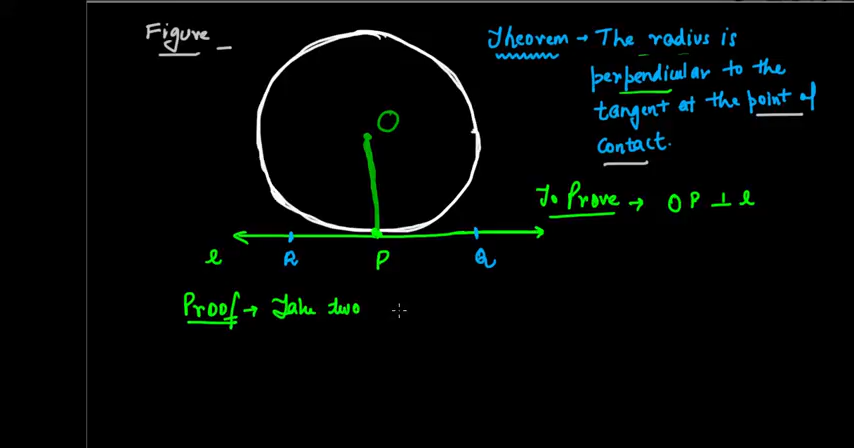 Figure -
Theorem → The radius is
perpendicular to the
tangent at the point of
contact.
O
To Prove → OP ⊥ l
l R P Q
Proof → Take two